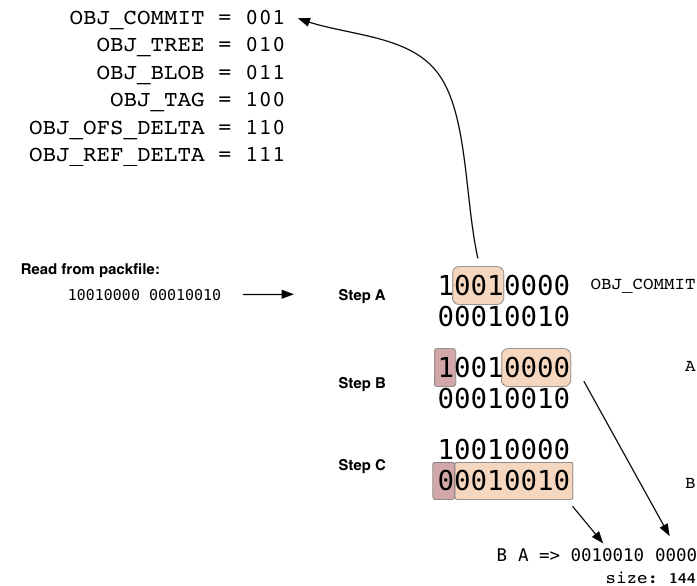 OBJ_COMMIT = 001
OBJ_TREE = 010
OBJ_BLOB = 011
OBJ_TAG = 100
OBJ_OFS_DELTA = 110
OBJ_REF_DELTA = 111
Read from packfile:
10010000 00010010
Step A
10010000
OBJ_COMMIT
00010010
Step B
10010000
A
00010010
Step C
10010000
00010010
B
B A => 0010010 0000
size: 144